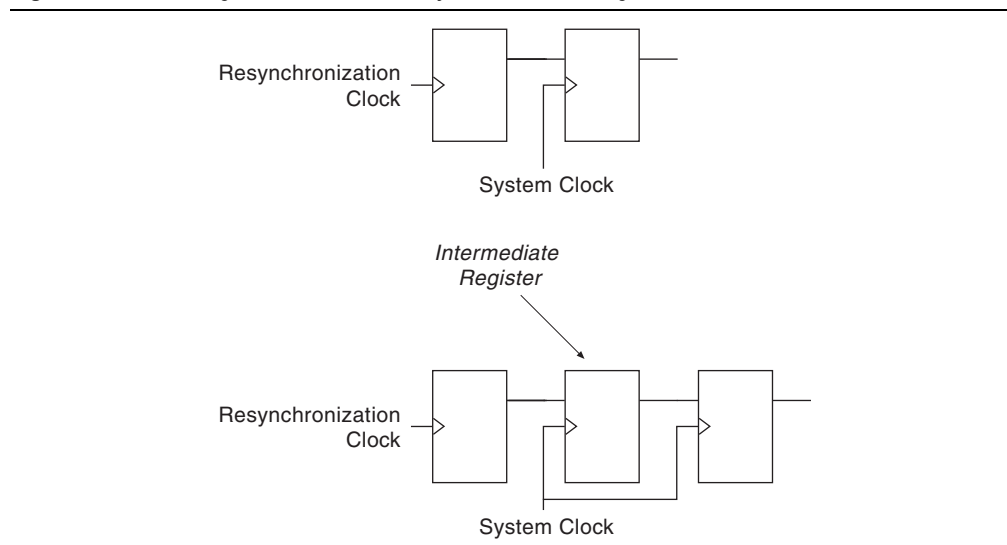 Resynchronization
Clock
System Clock
Intermediate
Register
Resynchronization
Clock
System Clock